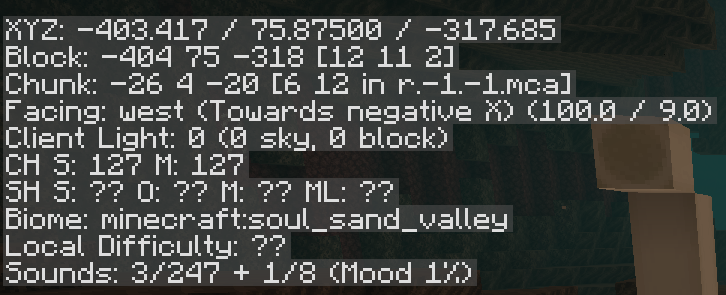 XYZ: -403.417 / 75.87500 / -317.685
Block: -404 75 -318 [12 11 2]
Chunk: -26 4 -20 [6 12 in r.-1.-1.mca]
Facing: west (Towards negative X) (100.0 / 9.0)
Client Light: 0 (0 sky, 0 block)
CH S: 127 M: 127
SH S: ?? O: ?? M: ?? ML: ??
Biome: minecraft:soul_sand_valley
Local Difficulty: ??
Sounds: 3/247 + 1/8 (Mood 1%)